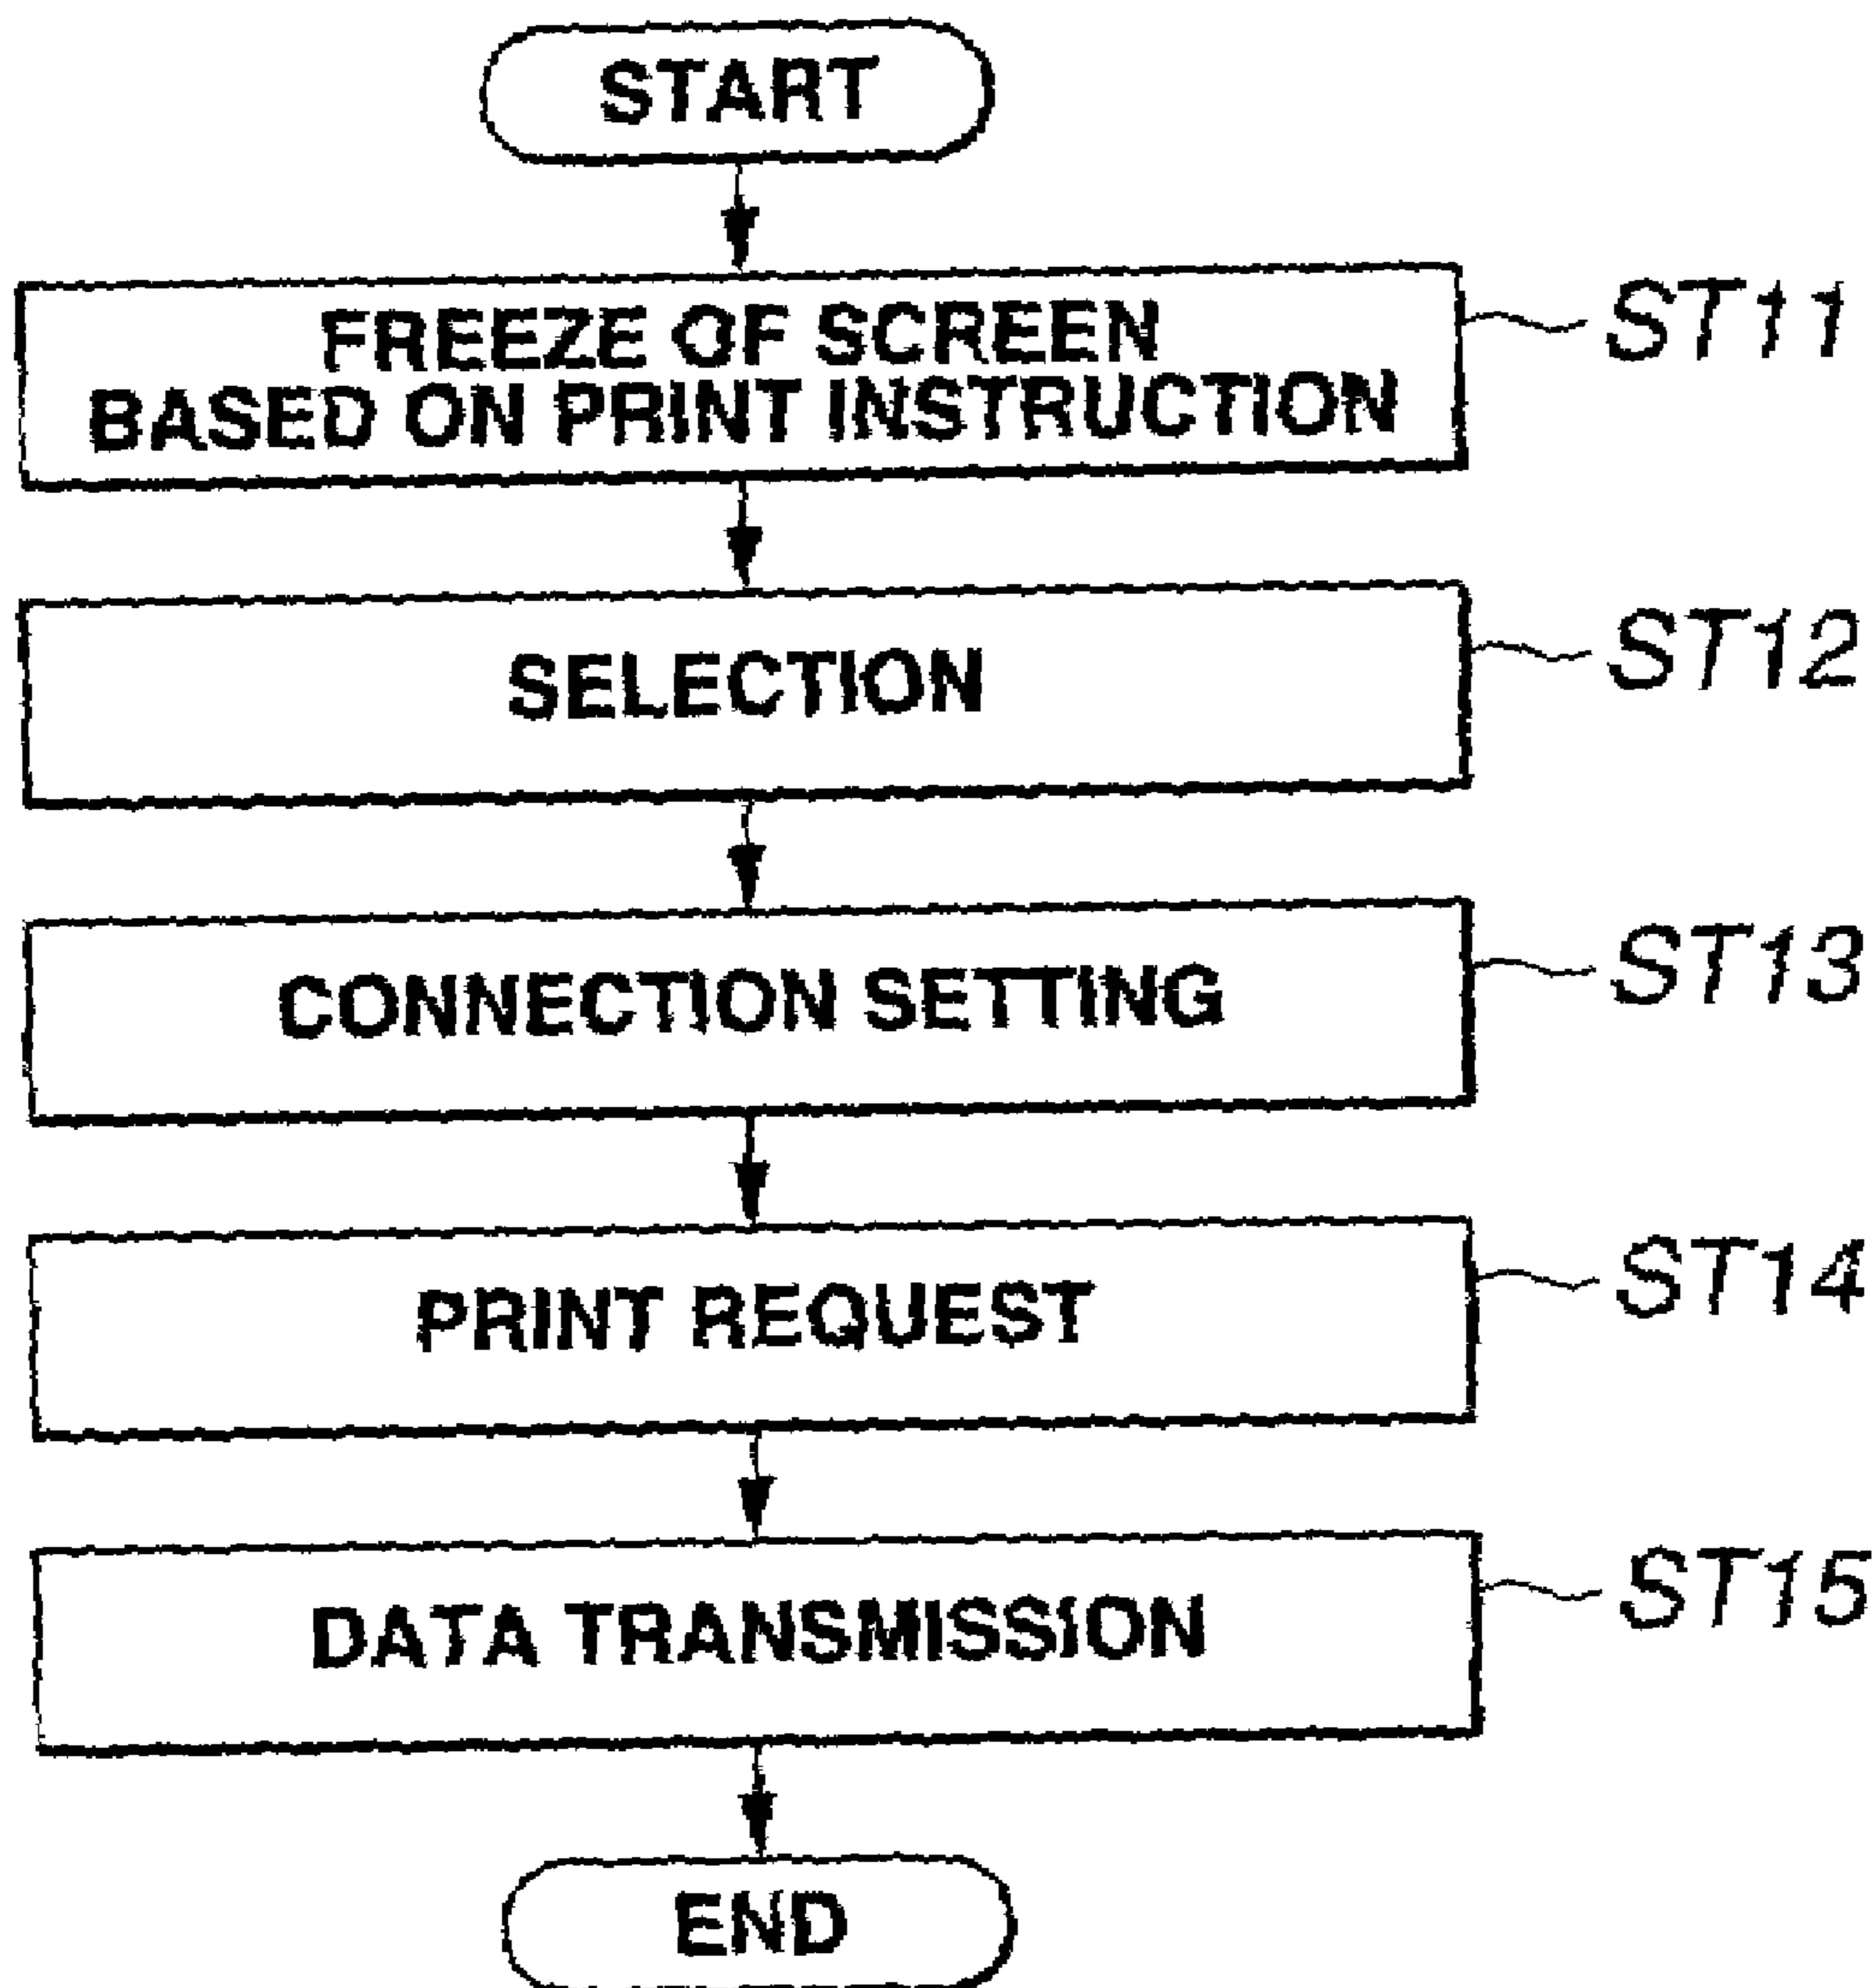 START
FREEZE OF SCREEN
BASED ON PRINT INSTRUCTION
ST11
SELECTION
ST12
CONNECTION SETTING
ST13
PRINT REQUEST
ST14
DATA TRANSMISSION
ST15
END